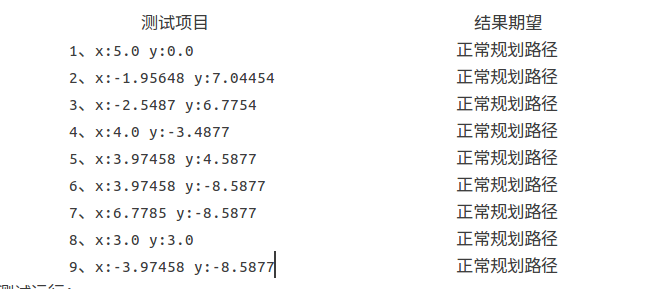 测试项目 结果期望
1、x:5.0 y:0.0 正常规划路径
2、x:-1.95648 y:7.04454 正常规划路径
3、x:-2.5487 y:6.7754 正常规划路径
4、x:4.0 y:-3.4877 正常规划路径
5、x:3.97458 y:4.5877 正常规划路径
6、x:3.97458 y:-8.5877 正常规划路径
7、x:6.7785 y:-8.5877 正常规划路径
8、x:3.0 y:3.0 正常规划路径
9、x:-3.97458 y:-8.5877 正常规划路径